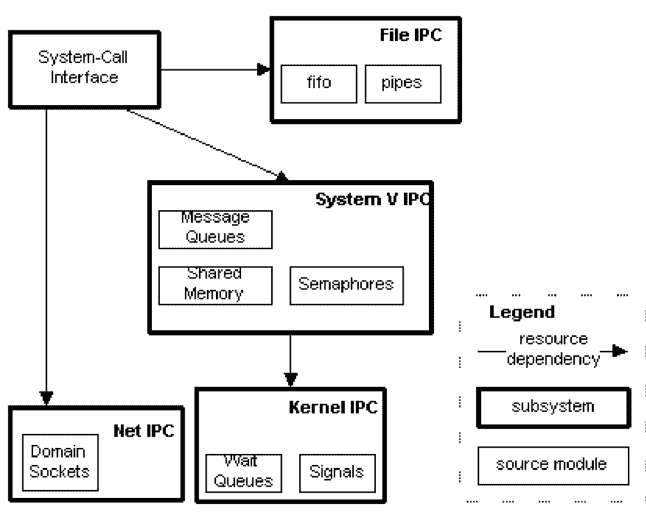 System-Call
Interface
File IPC
fifo
pipes
System V IPC
Message
Queues
Shared
Memory
Semaphores
Net IPC
Domain
Sockets
Kernel IPC
Wait
Queues
Signals
Legend
resource
dependency
subsystem
source module